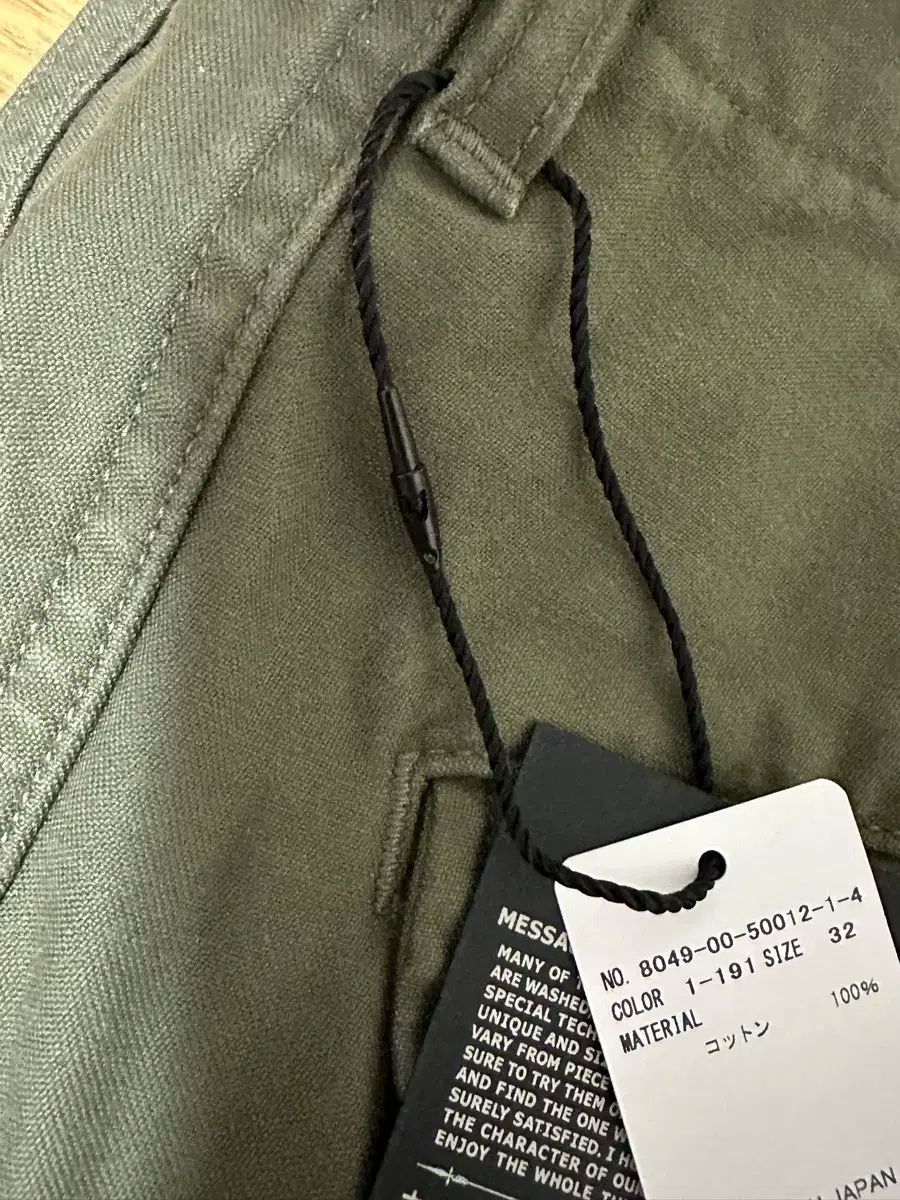 MESSA
MANY OF
ARE WASHED,
SPECIAL TECH
UNIQUE AND SI
VARY FROM PIECE
SURE TO TRY THEM O
AND FIND THE ONE W
SURELY SATISFIED. I HO
THE CHARACTER OF OUR
ENJOY THE WHOLE
NO. 8049-00-50012-1-4
COLOR 1-191 SIZE 32
MATERIAL
コットン 100%
JAPAN